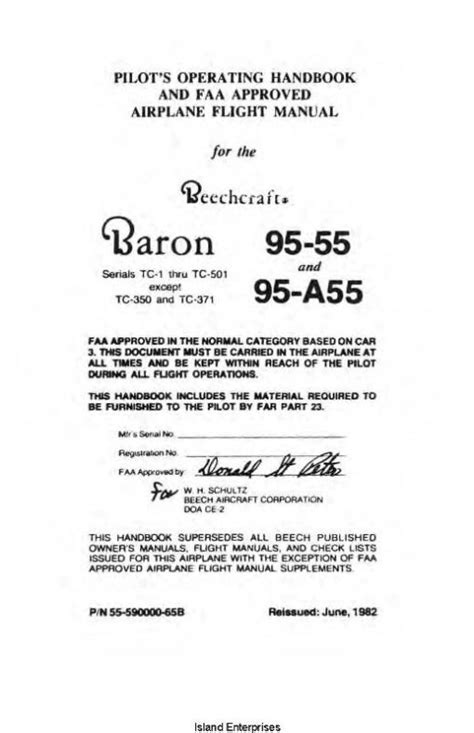 PILOT'S OPERATING HANDBOOK
AND FAA APPROVED
AIRPLANE FLIGHT MANUAL
for the
Beechcraft®
Baron 95-55
and
Serials TC-1 thru TC-501
except
TC-350 and TC-371
95-A55
FAA APPROVED IN THE NORMAL CATEGORY BASED ON CAR
3. THIS DOCUMENT MUST BE CARRIED IN THE AIRPLANE AT
ALL TIMES AND BE KEPT WITHIN REACH OF THE PILOT
DURING ALL FLIGHT OPERATIONS.
THIS HANDBOOK INCLUDES THE MATERIAL REQUIRED TO
BE FURNISHED TO THE PILOT BY FAR PART 23.
Mfr's Serial No.
Registration No.
FAA Approved by Donald
For W. H. SCHULTZ
BEECH AIRCRAFT CORPORATION
DOA CE-2
THIS HANDBOOK SUPERSEDES ALL BEECH PUBLISHED
OWNER'S MANUALS, FLIGHT MANUALS, AND CHECK LISTS
ISSUED FOR THIS AIRPLANE WITH THE EXCEPTION OF FAA
APPROVED AIRPLANE FLIGHT MANUAL SUPPLEMENTS.
P/N 55-590000-65B Reissued: June, 1982
Island Enterprises